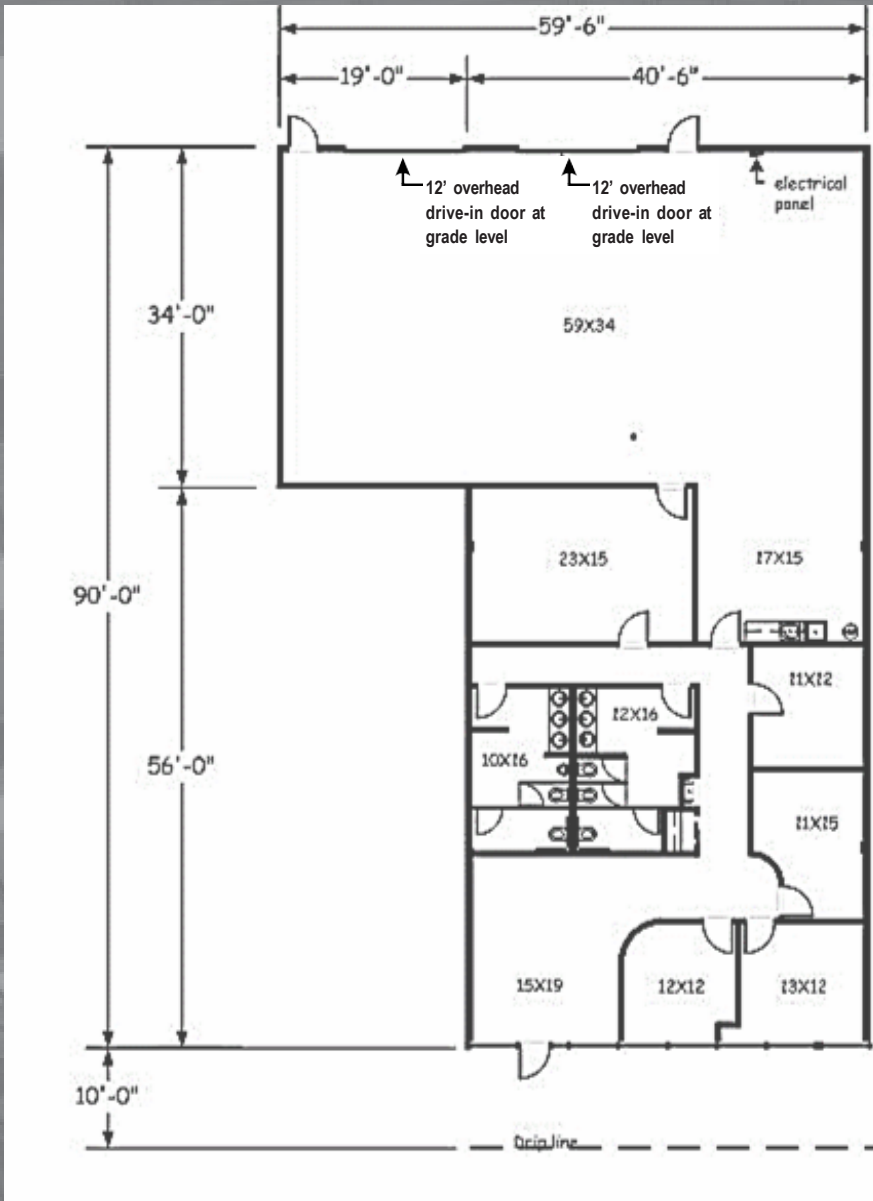 59'-6"
19'-0"
40'-6"
12' overhead
drive-in door at
grade level
12' overhead
drive-in door at
grade level
electrical
panel
34'-0"
59X34
90'-0"
23X15
17X15
11X12
12X16
10X16
56'-0"
11X15
15X19
12X12
13X12
10'-0"
Dripline